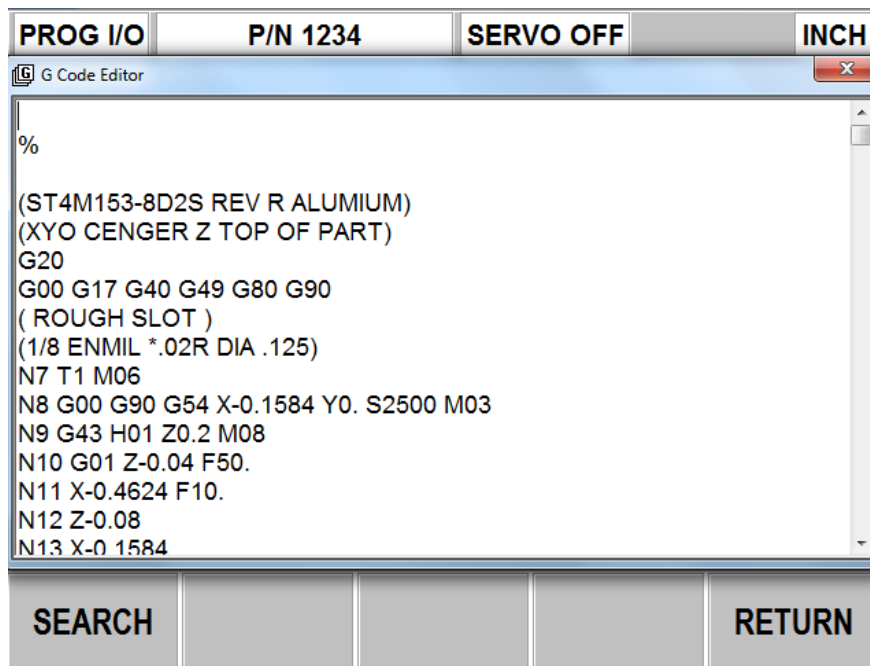 PROG I/O P/N 1234 SERVO OFF INCH
G Code Editor
%
(ST4M153-8D2S REV R ALUMIUM)
(XYO CENGER Z TOP OF PART)
G20
G00 G17 G40 G49 G80 G90
( ROUGH SLOT )
(1/8 ENMIL *.02R DIA .125)
N7 T1 M06
N8 G00 G90 G54 X-0.1584 Y0. S2500 M03
N9 G43 H01 Z0.2 M08
N10 G01 Z-0.04 F50.
N11 X-0.4624 F10.
N12 Z-0.08
N13 X-0.1584
SEARCH RETURN